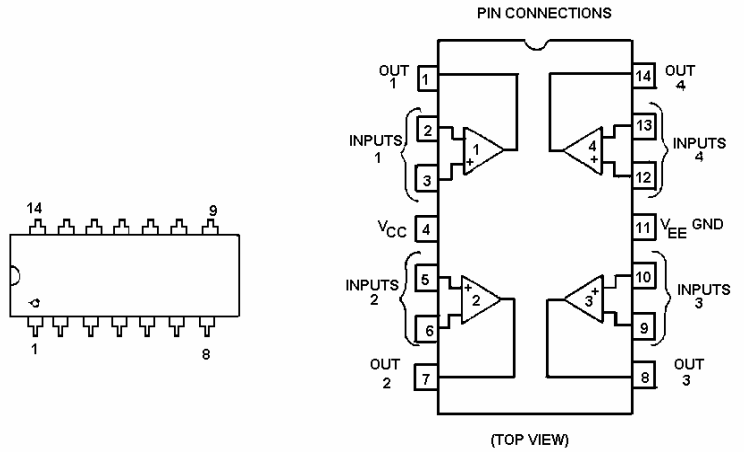 PIN CONNECTIONS
OUT
1
1
14
OUT
4
INPUTS
1
2
3
-
+
1
4
+
13
12
INPUTS
4
VCC
4
11
VEE GND
INPUTS
2
5
6
+
2
3
+
10
9
INPUTS
3
OUT
2
7
8
OUT
3
(TOP VIEW)
14
9
1
8